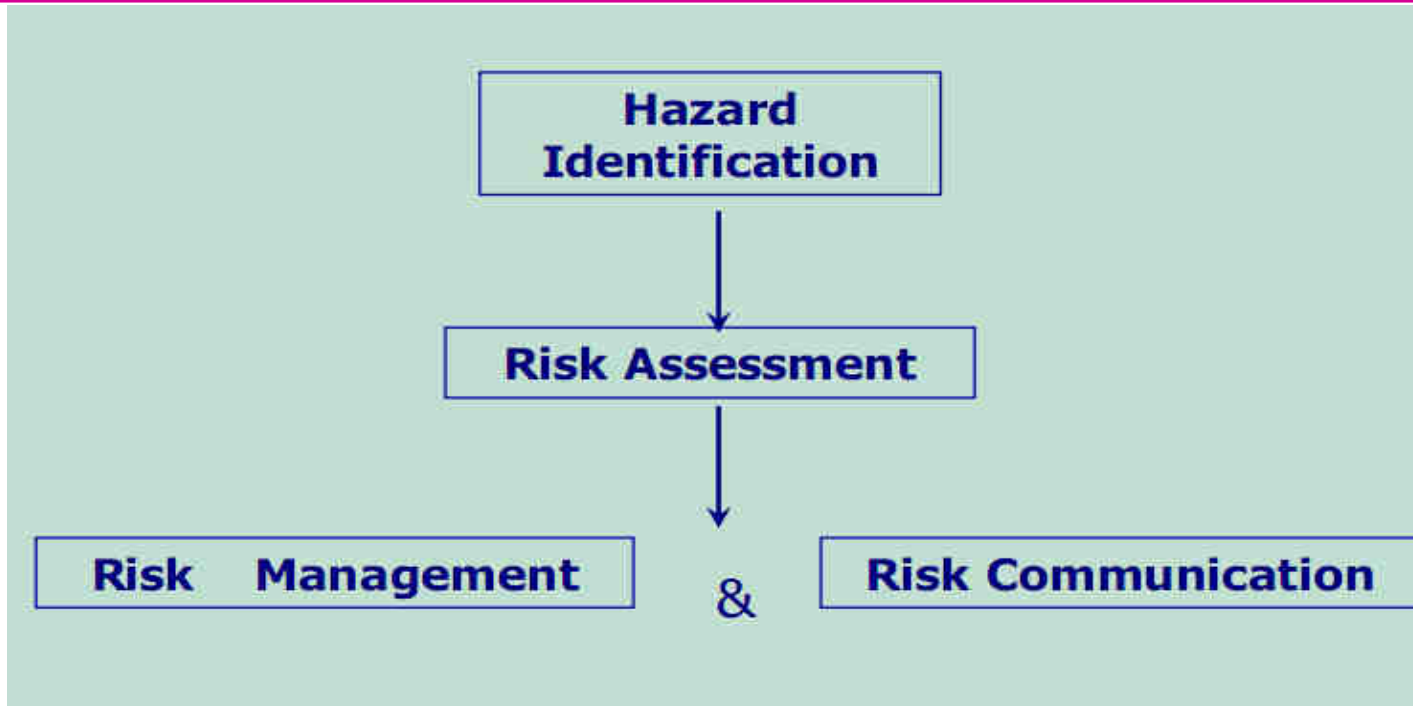 Hazard
Identification
Risk Assessment
Risk Management
&
Risk Communication